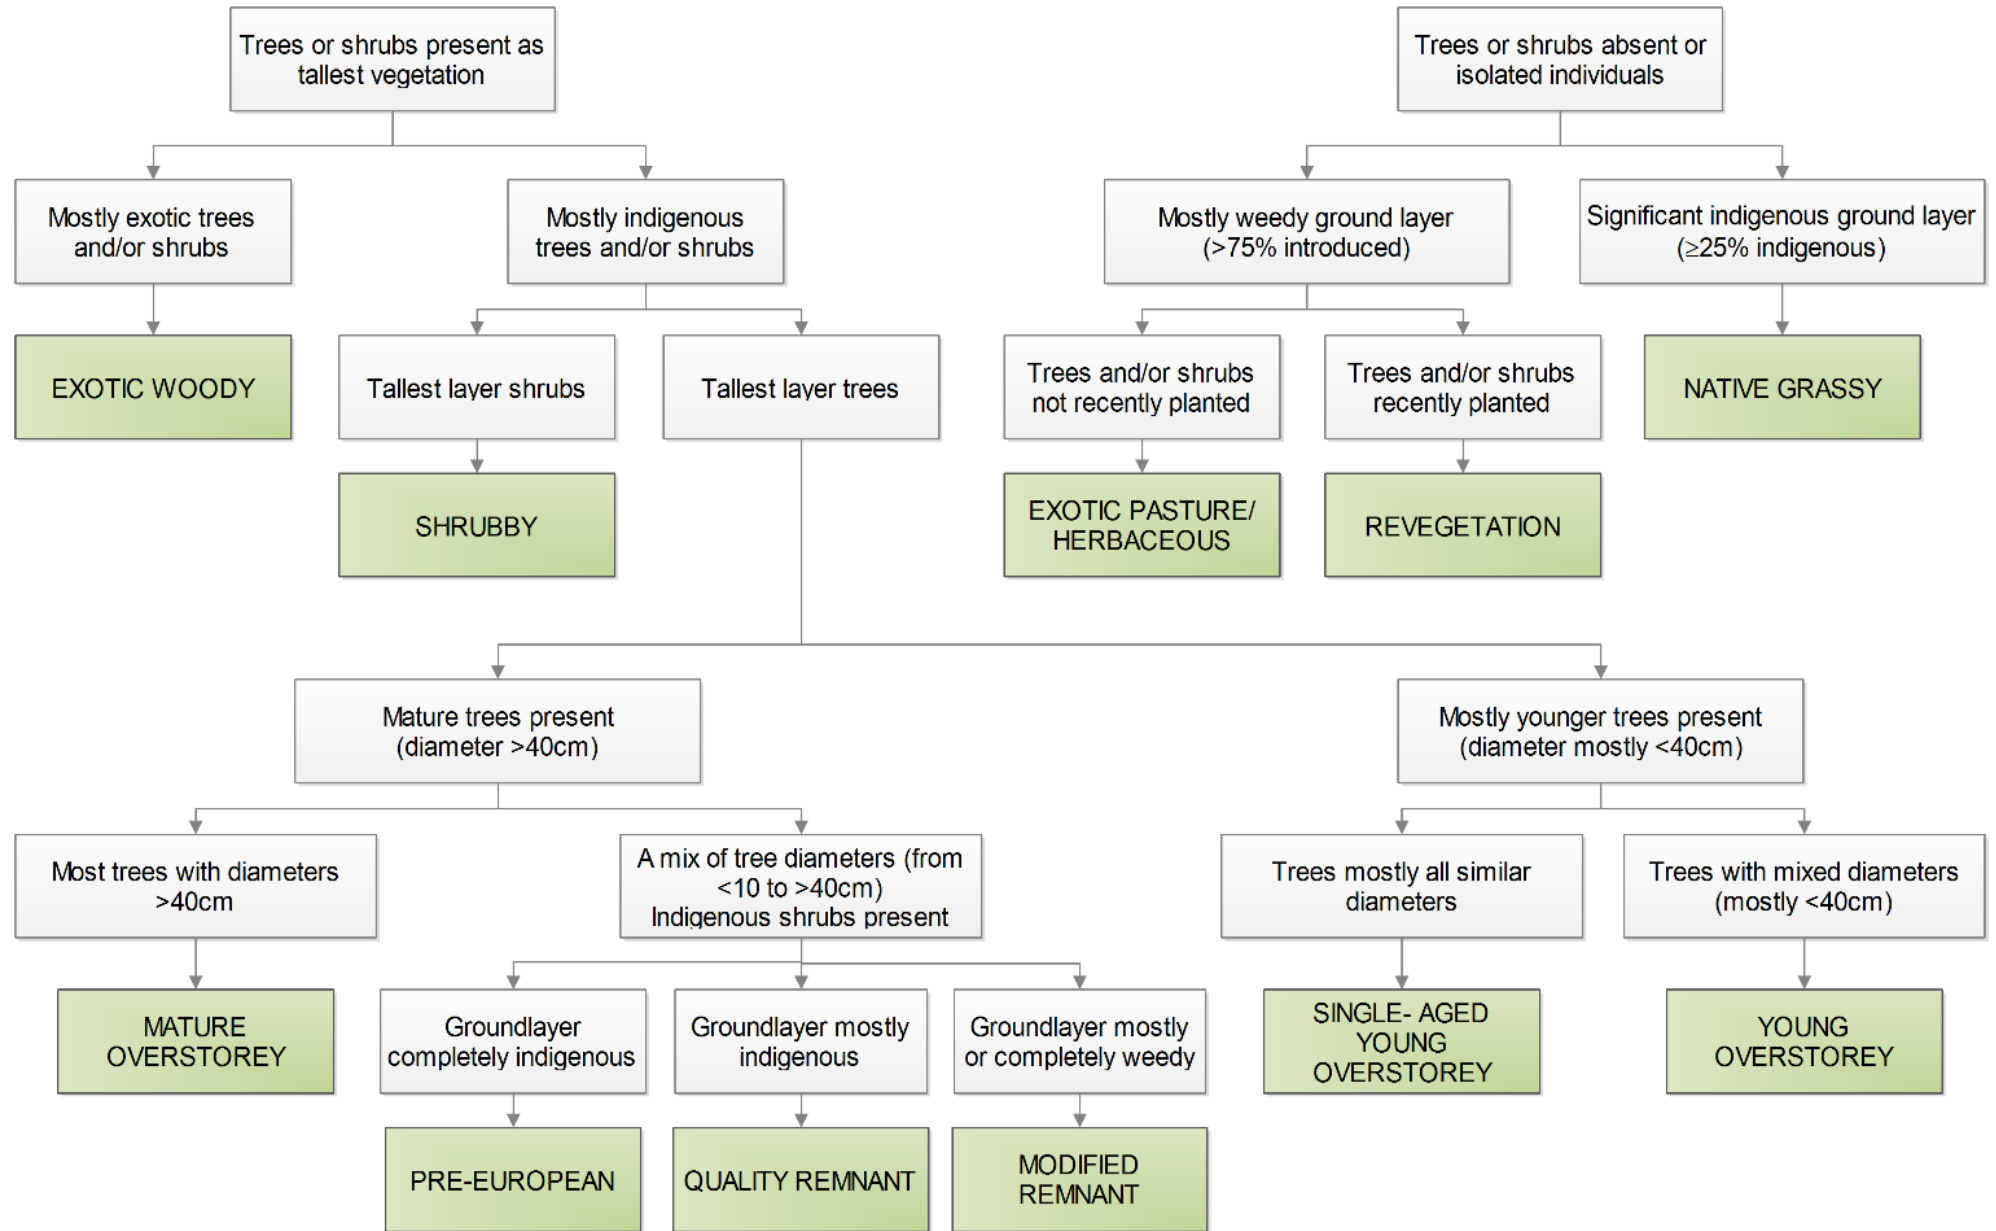 Trees or shrubs present as
tallest vegetation
Trees or shrubs absent or
isolated individuals
Mostly exotic trees
and/or shrubs
Mostly indigenous
trees and/or shrubs
Mostly weedy ground layer
(>75% introduced)
Significant indigenous ground layer
(≥25% indigenous)
EXOTIC WOODY
Tallest layer shrubs
Tallest layer trees
Trees and/or shrubs
not recently planted
Trees and/or shrubs
recently planted
NATIVE GRASSY
SHRUBBY
EXOTIC PASTURE/
HERBACEOUS
REVEGETATION
Mature trees present
(diameter >40cm)
Mostly younger trees present
(diameter mostly <40cm)
Most trees with diameters
>40cm
A mix of tree diameters (from
<10 to >40cm)
Indigenous shrubs present
Trees mostly all similar
diameters
Trees with mixed diameters
(mostly <40cm)
MATURE
OVERSTOREY
Groundlayer
completely indigenous
Groundlayer mostly
indigenous
Groundlayer mostly
or completely weedy
SINGLE- AGED
YOUNG
OVERSTOREY
YOUNG
OVERSTOREY
PRE-EUROPEAN
QUALITY REMNANT
MODIFIED
REMNANT